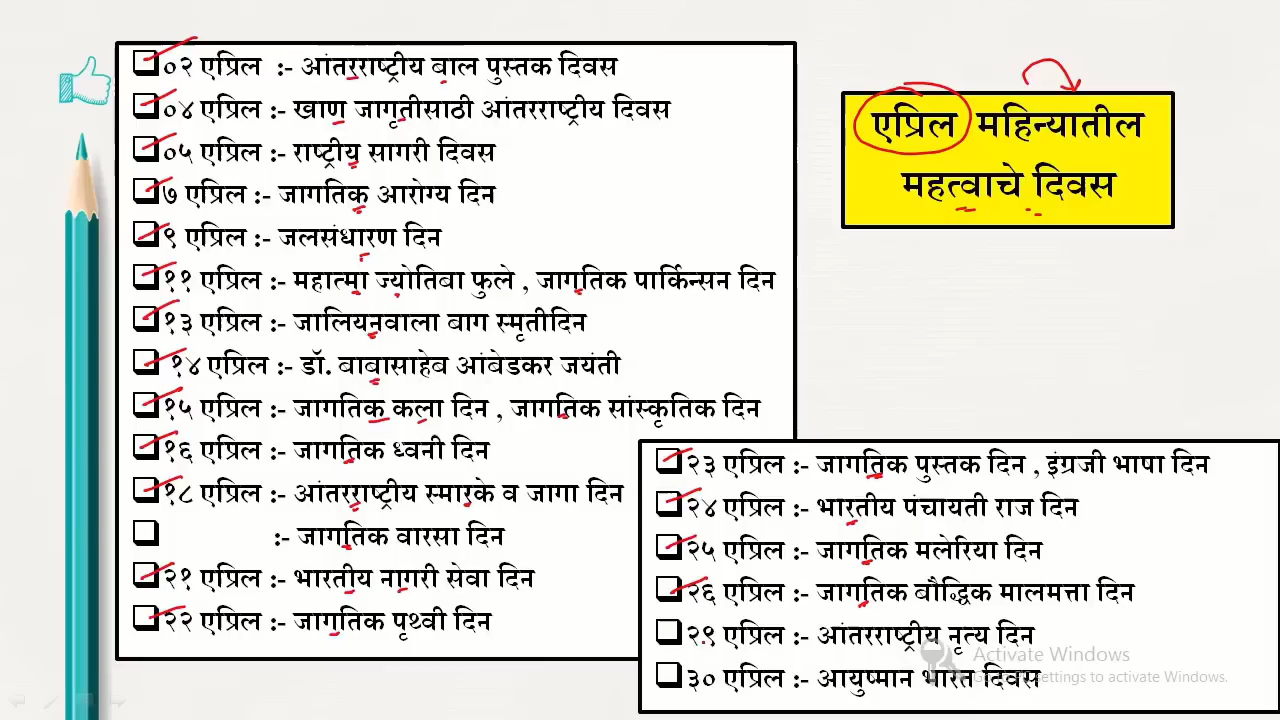 ०२ एप्रिल :- आंतरराष्ट्रीय बाल पुस्तक दिवस
०४ एप्रिल :- खाण जागृतीसाठी आंतरराष्ट्रीय दिवस
०५ एप्रिल :- राष्ट्रीय सागरी दिवस
७ एप्रिल :- जागतिक आरोग्य दिन
९ एप्रिल :- जलसंधारण दिन
११ एप्रिल :- महात्मा ज्योतिबा फुले , जागतिक पार्किन्सन दिन
१३ एप्रिल :- जालियनवाला बाग स्मृतीदिन
१४ एप्रिल :- डॉ. बाबासाहेब आंबेडकर जयंती
१५ एप्रिल :- जागतिक कला दिन , जागतिक सांस्कृतिक दिन
१६ एप्रिल :- जागतिक ध्वनी दिन
१८ एप्रिल :- आंतरराष्ट्रीय स्मारके व जागा दिन
:- जागतिक वारसा दिन
२१ एप्रिल :- भारतीय नागरी सेवा दिन
२२ एप्रिल :- जागतिक पृथ्वी दिन
एप्रिल महिन्यातील
महत्वाचे दिवस
२३ एप्रिल :- जागतिक पुस्तक दिन , इंग्रजी भाषा दिन
२४ एप्रिल :- भारतीय पंचायती राज दिन
२५ एप्रिल :- जागतिक मलेरिया दिन
२६ एप्रिल :- जागतिक बौद्धिक मालमत्ता दिन
२९ एप्रिल :- आंतरराष्ट्रीय नृत्य दिन
३० एप्रिल :- आयुष्मान भारत दिवस
Activate Windows
Go to PC settings to activate Windows.